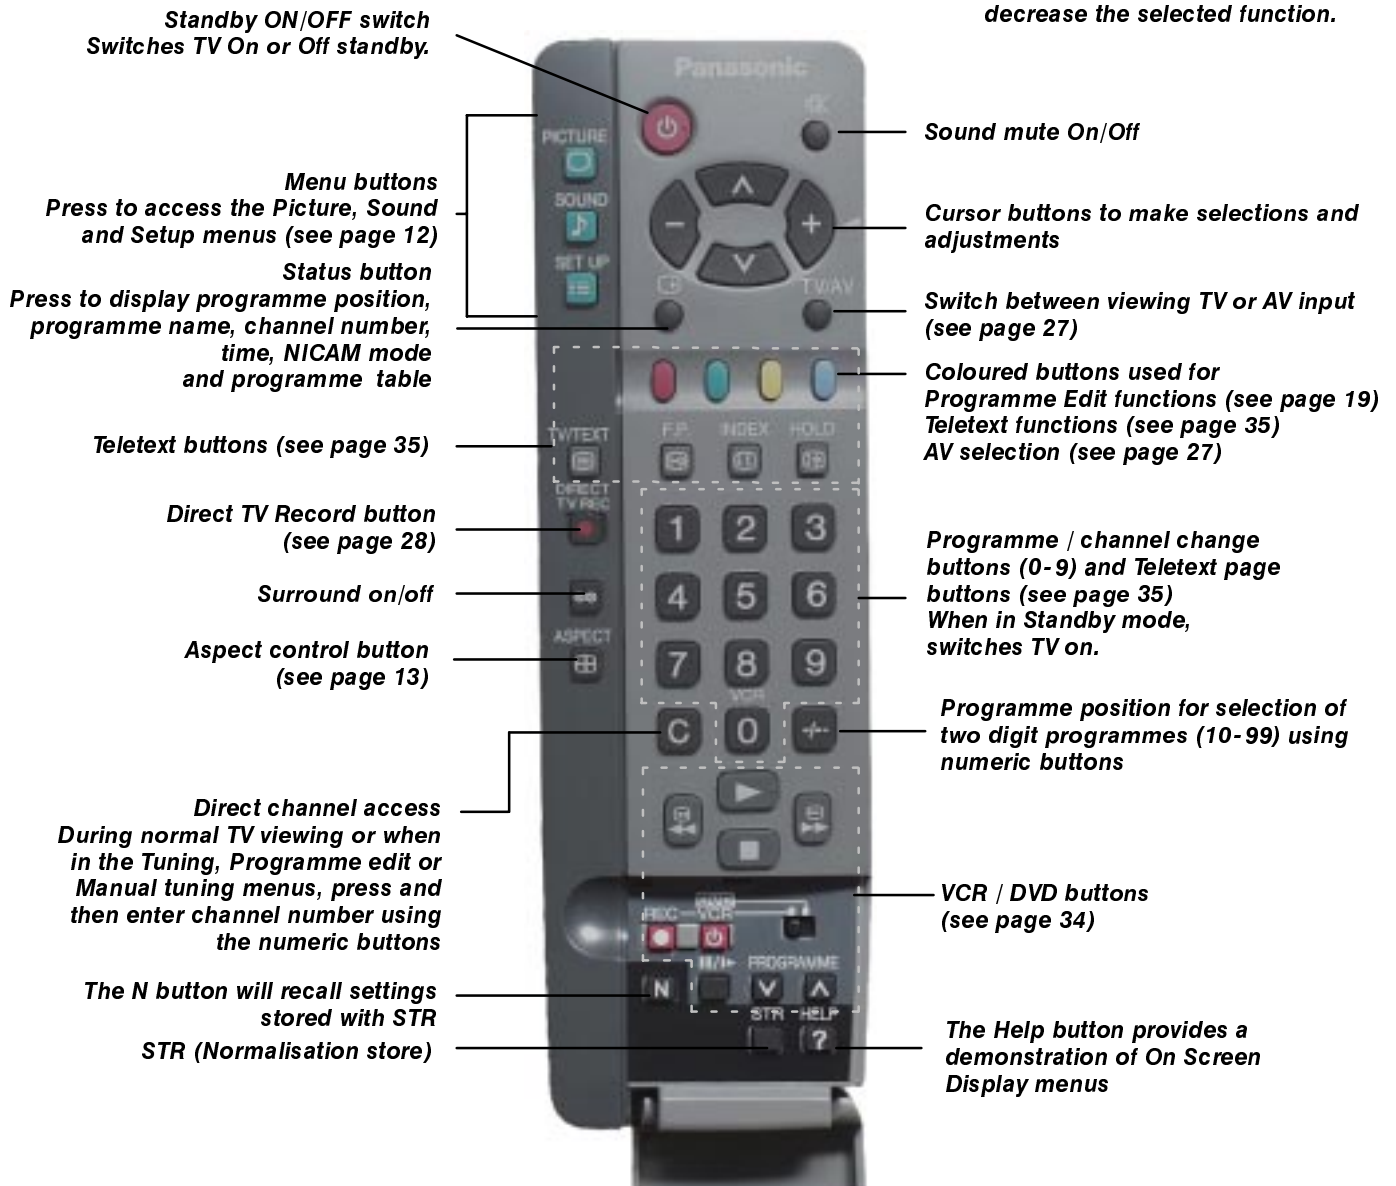 Standby ON/OFF switch
Switches TV On or Off standby.
Menu buttons
Press to access the Picture, Sound
and Setup menus (see page 12)
Status button
Press to display programme position,
programme name, channel number,
time, NICAM mode
and programme table
Teletext buttons (see page 35)
Direct TV Record button
(see page 28)
Surround on/off
Aspect control button
(see page 13)
Direct channel access
During normal TV viewing or when
in the Tuning, Programme edit or
Manual tuning menus, press and
then enter channel number using
the numeric buttons
The N button will recall settings
stored with STR
STR (Normalisation store)
Panasonic
PICTURE
SOUND
SET UP
TV/AV
TV/TEXT
F.P.
INDEX
HOLD
DIRECT
TV REC
1 2 3
4 5 6
ASPECT
7 8 9
VCR
C 0 -/--
REC VCR
PROGRAMME
N
STR HELP
?
decrease the selected function.
Sound mute On/Off
Cursor buttons to make selections and
adjustments
Switch between viewing TV or AV input
(see page 27)
Coloured buttons used for
Programme Edit functions (see page 19)
Teletext functions (see page 35)
AV selection (see page 27)
Programme / channel change
buttons (0-9) and Teletext page
buttons (see page 35)
When in Standby mode,
switches TV on.
Programme position for selection of
two digit programmes (10-99) using
numeric buttons
VCR / DVD buttons
(see page 34)
The Help button provides a
demonstration of On Screen
Display menus